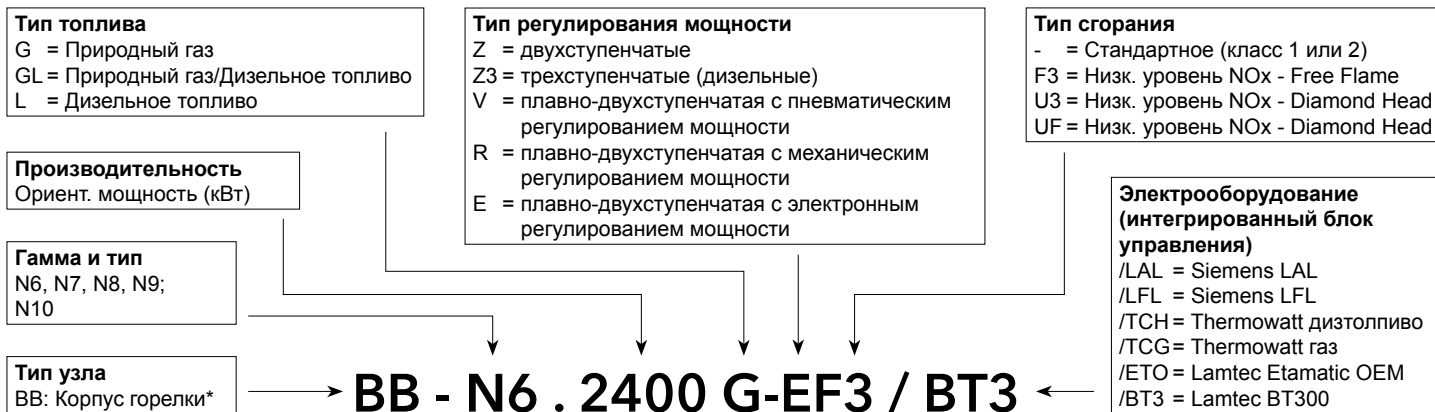 Тип топлива
G = Природный газ
GL = Природный газ/Дизельное топливо
L = Дизельное топливо
Производительность
Ориент. мощность (кВт)
Гамма и тип
N6, N7, N8, N9;
N10
Тип узла
BB: Корпус горелки*
Тип регулирования мощности
Z = двухступенчатые
Z3 = трехступенчатые (дизельные)
V = плавно-двухступенчатая с пневматическим
регулированием мощности
R = плавно-двухступенчатая с механическим
регулированием мощности
E = плавно-двухступенчатая с электронным
регулированием мощности
Тип сгорания
- = Стандартное (класс 1 или 2)
F3 = Низк. уровень NOx - Free Flame
U3 = Низк. уровень NOx - Diamond Head
UF = Низк. уровень NOx - Diamond Head
Электрооборудование
(интегрированный блок
управления)
/LAL = Siemens LAL
/LFL = Siemens LFL
/TCH = Thermowatt дизтолпиво
/TCG = Thermowatt газ
/ETO = Lamtec Etamatic OEM
/BT3 = Lamtec BT300
BB - N6 . 2400 G-EF3 / BT3